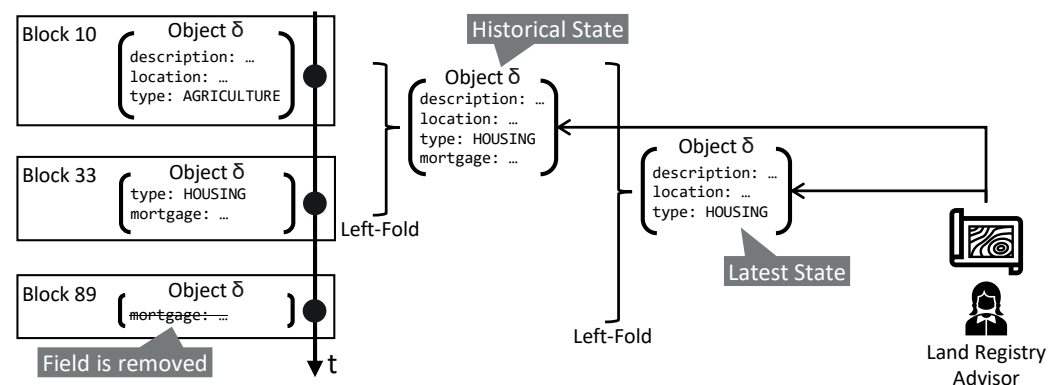 Block 10
Object δ
description: …
location: …
type: AGRICULTURE
Block 33
Object δ
type: HOUSING
mortgage: …
Block 89
Object δ
mortgage: …
Field is removed
t
Left-Fold
Historical State
Object δ
description: …
location: …
type: HOUSING
mortgage: …
Left-Fold
Object δ
description: …
location: …
type: HOUSING
Latest State
Land Registry
Advisor